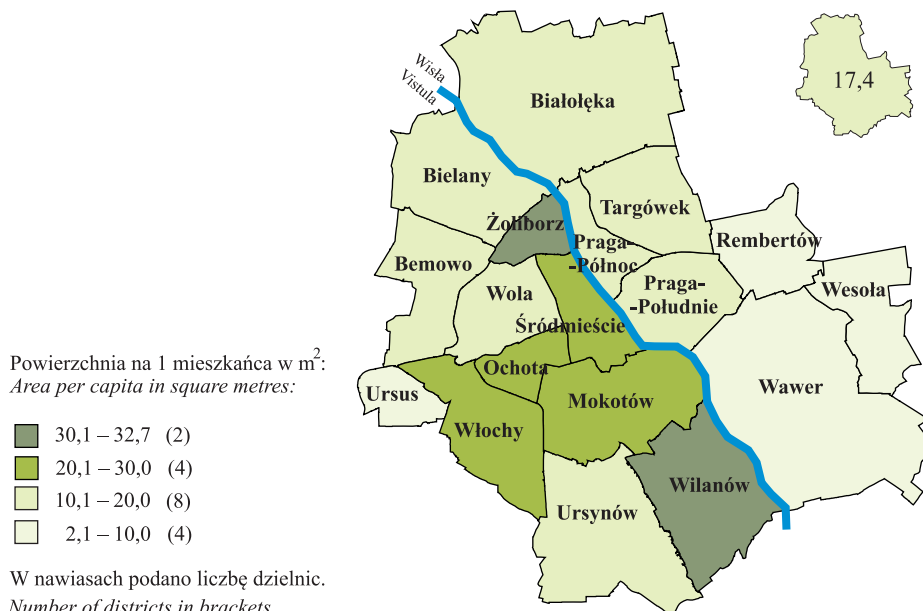 17,4
Wisła
Vistula
Białołęka
Bielany
Targówek
Żoliborz
Rembertów
Praga-
-Północ
Bemowo
Praga-
-Południe
Wesoła
Wola
Śródmieście
Powierzchnia na 1 mieszkańca w m²:
Area per capita in square metres:
Ochota
Ursus
Mokotów
Wawer
Włochy
30,1 – 32,7 (2)
20,1 – 30,0 (4)
10,1 – 20,0 (8)
2,1 – 10,0 (4)
Wilanów
Ursynów
W nawiasach podano liczbę dzielnic.
Number of districts in brackets